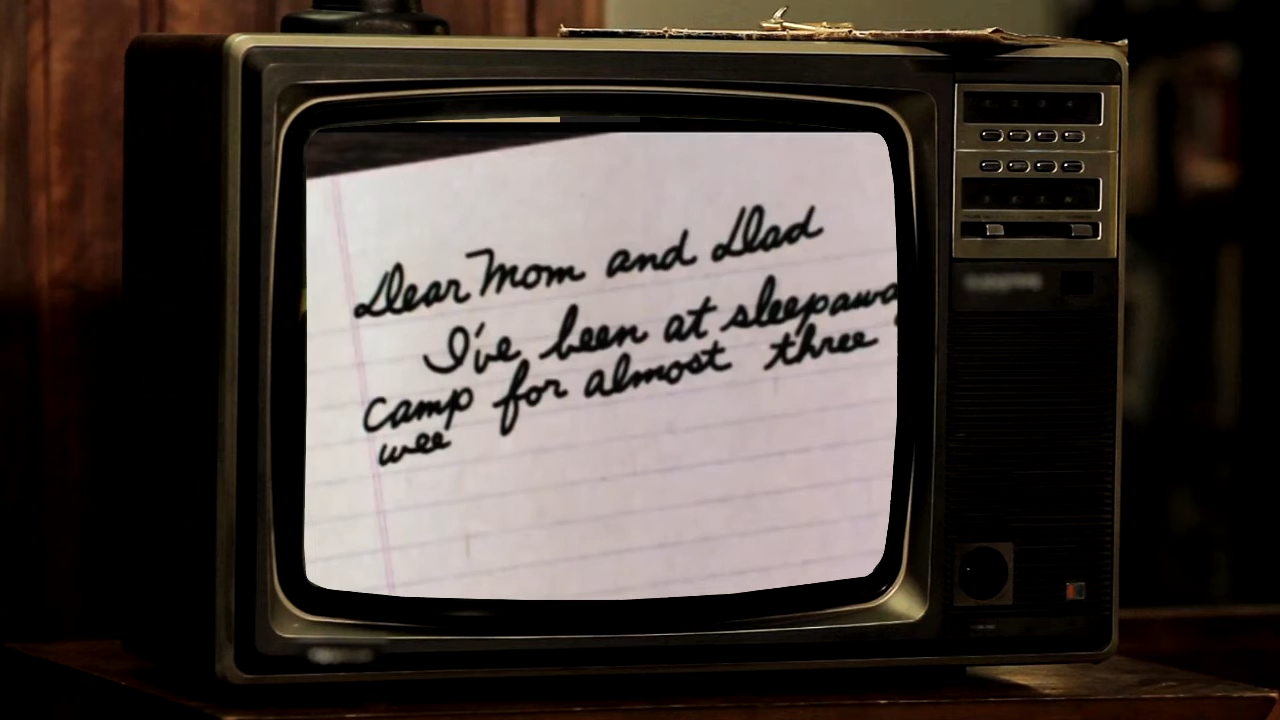 Dear Mom and Dad
I've been at sleepawa
camp for almost three
wee